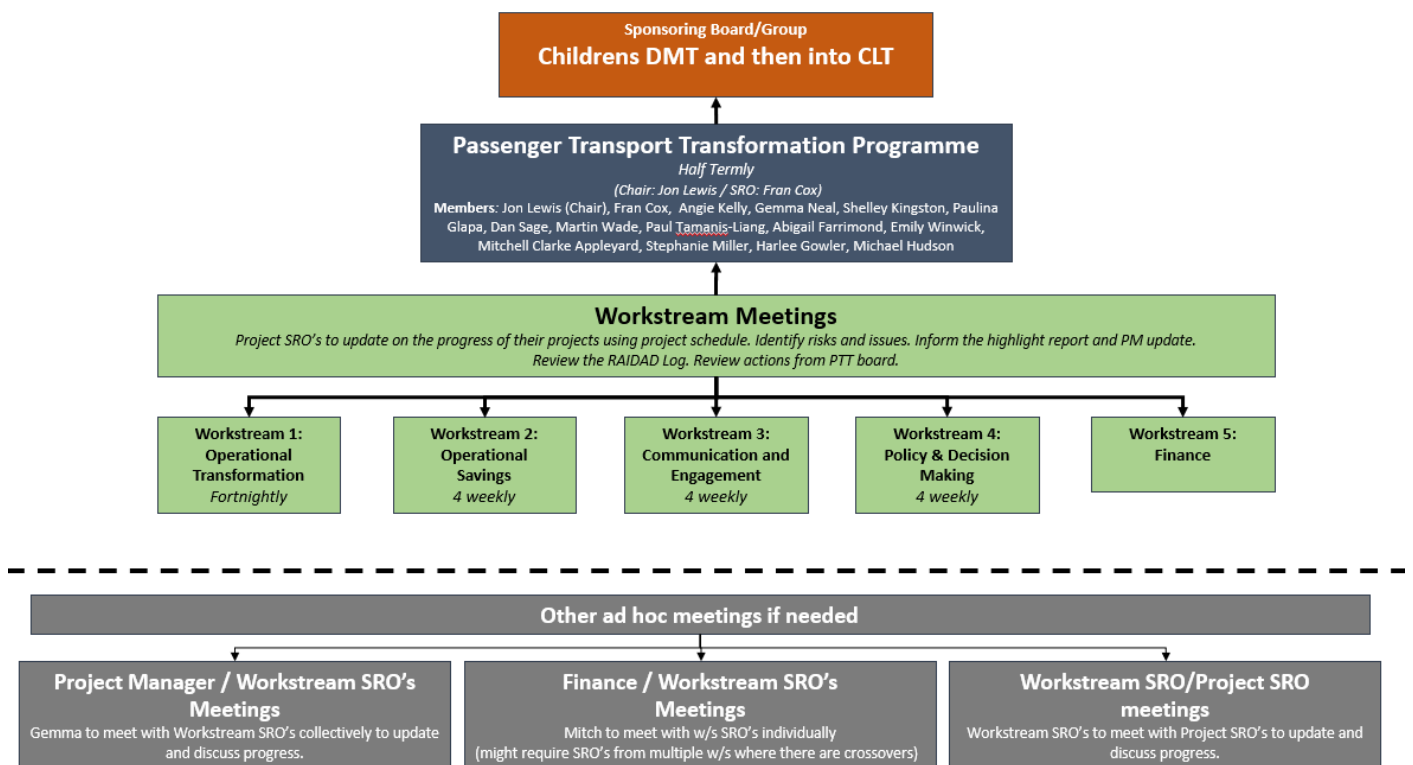 Sponsoring Board/Group
Childrens DMT and then into CLT
Passenger Transport Transformation Programme
Half Termly
(Chair: Jon Lewis / SRO: Fran Cox)
Members: Jon Lewis (Chair), Fran Cox, Angie Kelly, Gemma Neal, Shelley Kingston, Paulina
Glapa, Dan Sage, Martin Wade, Paul Tamanis-Liang, Abigail Farrimond, Emily Winwick,
Mitchell Clarke Appleyard, Stephanie Miller, Harlee Gowler, Michael Hudson
Workstream Meetings
Project SRO's to update on the progress of their projects using project schedule. Identify risks and issues. Inform the highlight report and PM update.
Review the RAIDAD Log. Review actions from PTT board.
Workstream 1:
Operational
Transformation
Fortnightly
Workstream 2:
Operational
Savings
4 weekly
Workstream 3:
Communication and
Engagement
4 weekly
Workstream 4:
Policy & Decision
Making
4 weekly
Workstream 5:
Finance
Other ad hoc meetings if needed
Project Manager / Workstream SRO's
Meetings
Gemma to meet with Workstream SRO's collectively to update
and discuss progress.
Finance / Workstream SRO's
Meetings
Mitch to meet with w/s SRO's individually
(might require SRO's from multiple w/s where there are crossovers)
Workstream SRO/Project SRO
meetings
Workstream SRO's to meet with Project SRO's to update and
discuss progress.